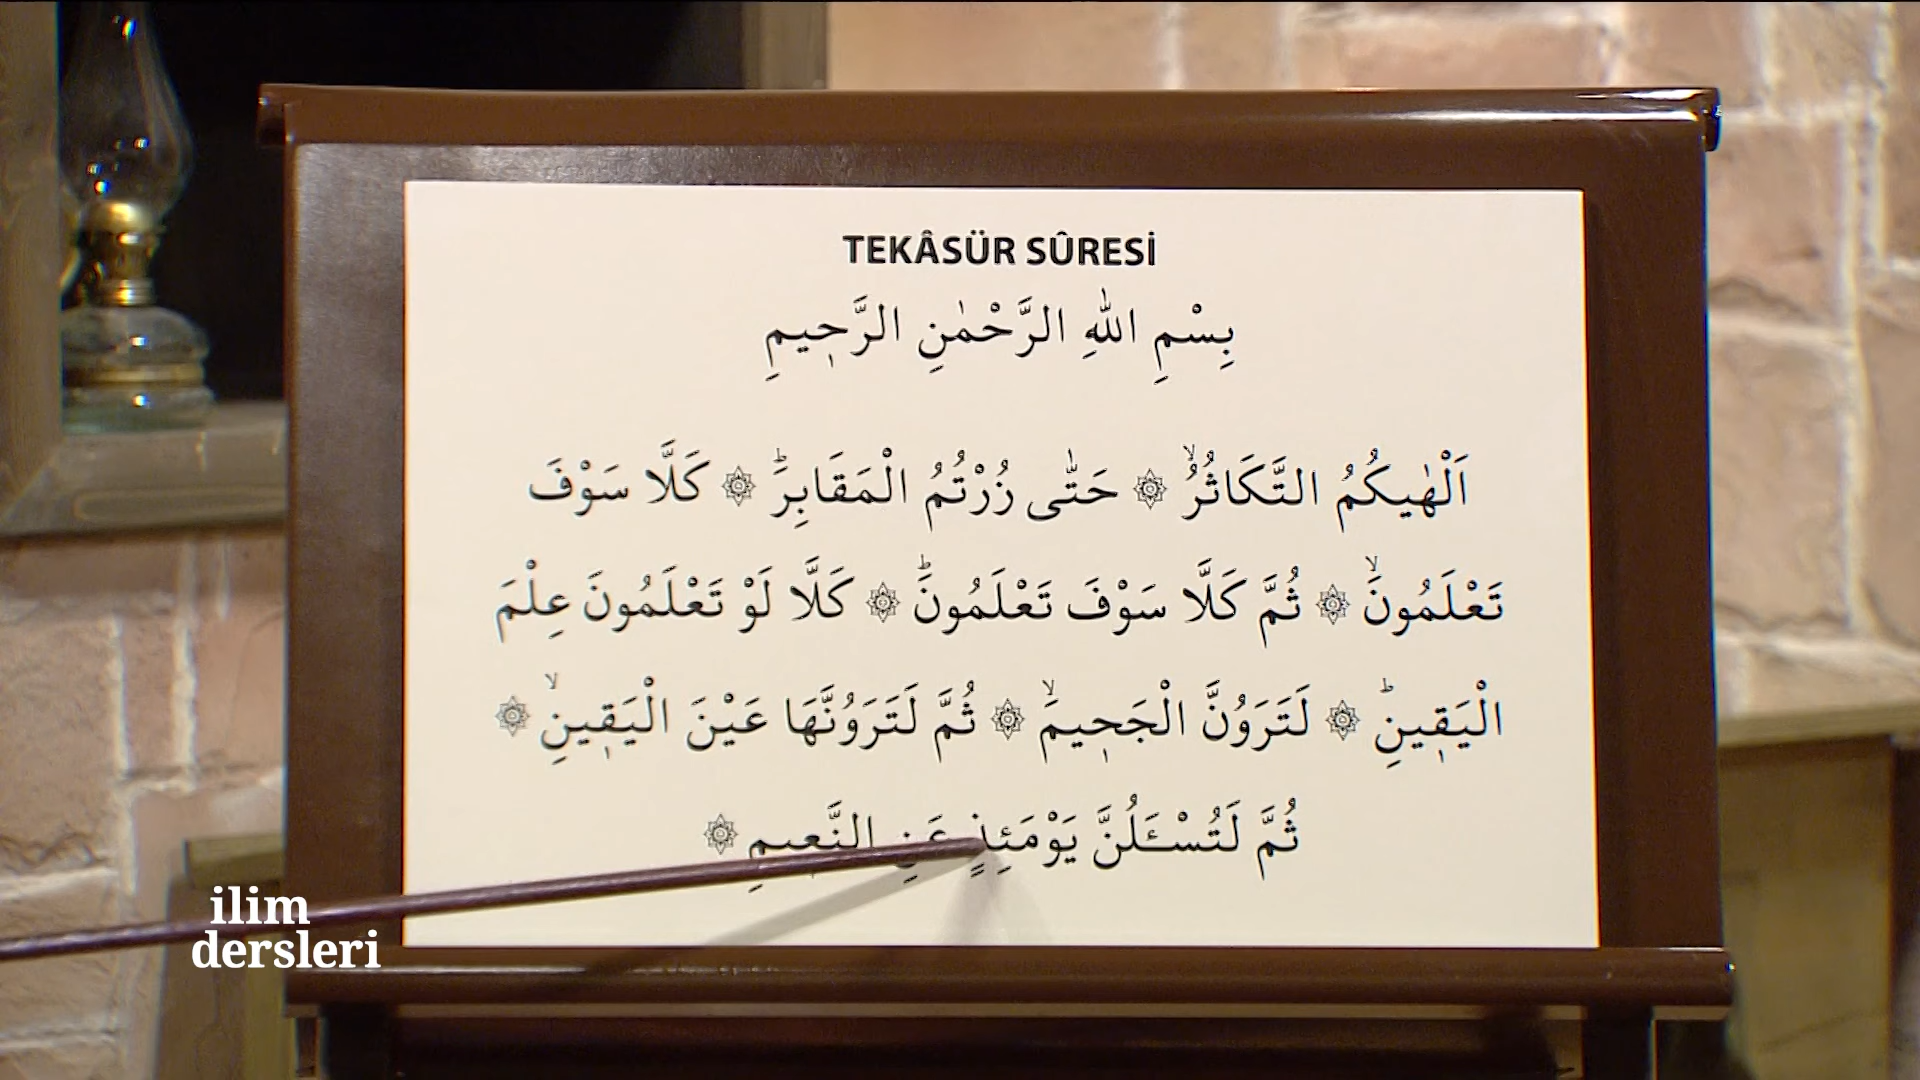 TEKÂSÜR SÛRESİ
بِسْمِ اللّٰهِ الرَّحْمٰنِ الرَّح۪يمِ
اَلْهٰيكُمُ التَّكَاثُرُۙ ۞ حَتّٰى زُرْتُمُ الْمَقَابِرَۜ ۞ كَلَّا سَوْفَ
تَعْلَمُونَۙ ۞ ثُمَّ كَلَّا سَوْفَ تَعْلَمُونَۜ ۞ كَلَّا لَوْ تَعْلَمُونَ عِلْمَ
الْيَق۪ينِۜ ۞ لَتَرَوُنَّ الْجَح۪يمَۙ ۞ ثُمَّ لَتَرَوُنَّهَا عَيْنَ الْيَق۪ينِۙ ۞
ثُمَّ لَتُسْـَٔلُنَّ يَوْمَئِذٍ عَنِ النَّع۪يمِ ۞
ilim
dersleri